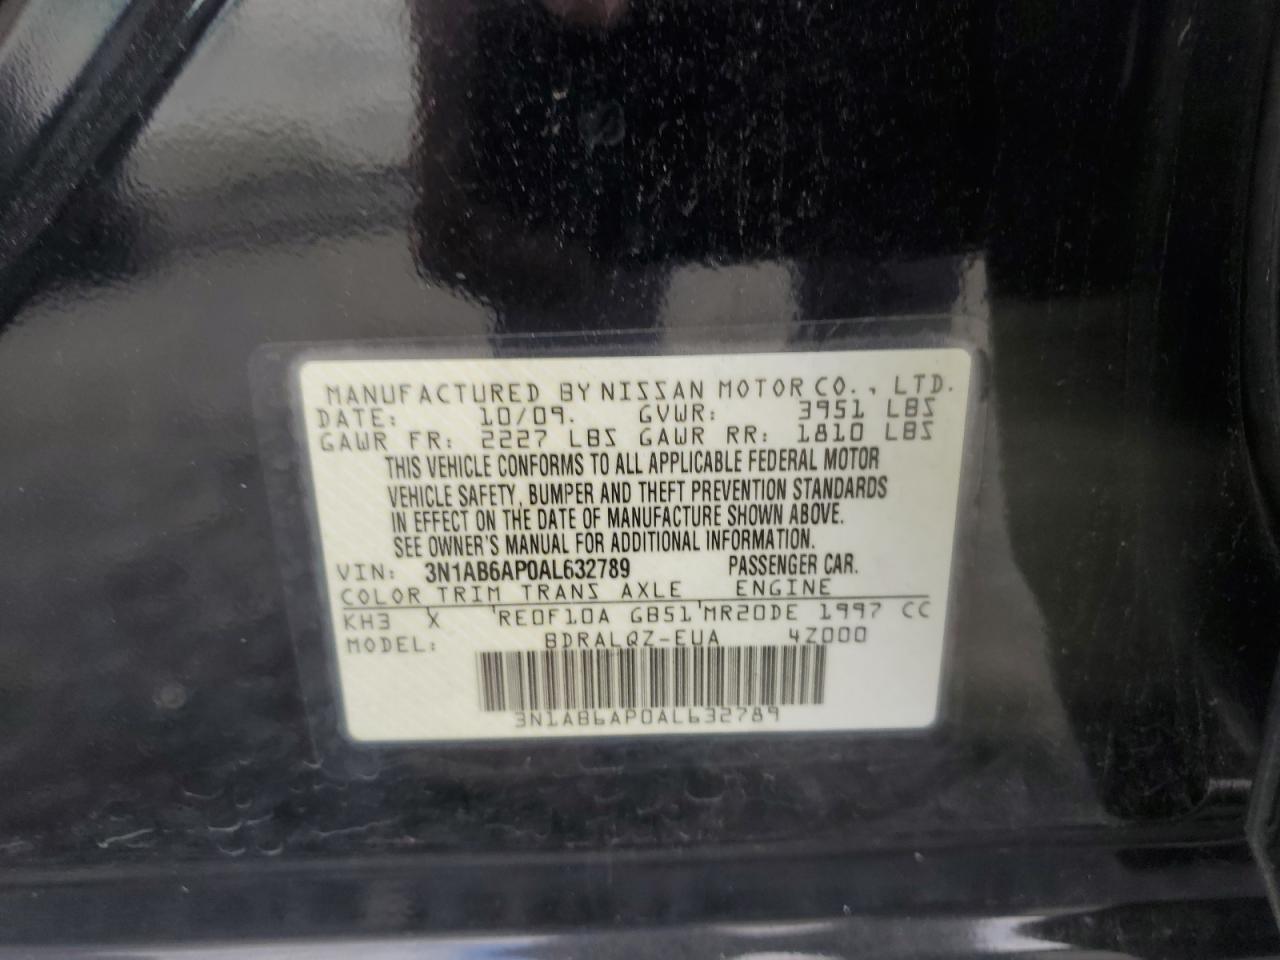 MANUFACTURED BY NISSAN MOTOR CO., LTD.
DATE: 10/09. GVWR: 3951 LBS
GAWR FR: 2227 LBS GAWR RR: 1810 LBS
THIS VEHICLE CONFORMS TO ALL APPLICABLE FEDERAL MOTOR
VEHICLE SAFETY, BUMPER AND THEFT PREVENTION STANDARDS
IN EFFECT ON THE DATE OF MANUFACTURE SHOWN ABOVE.
SEE OWNER'S MANUAL FOR ADDITIONAL INFORMATION.
VIN: 3N1AB6AP0AL632789 PASSENGER CAR.
COLOR TRIM TRANS AXLE ENGINE
KH3 X 'RE0F10A GB51'MR20DE 1997 CC
MODEL: BDRALQZ-EUA 4Z000
3N1AB6AP0AL632789